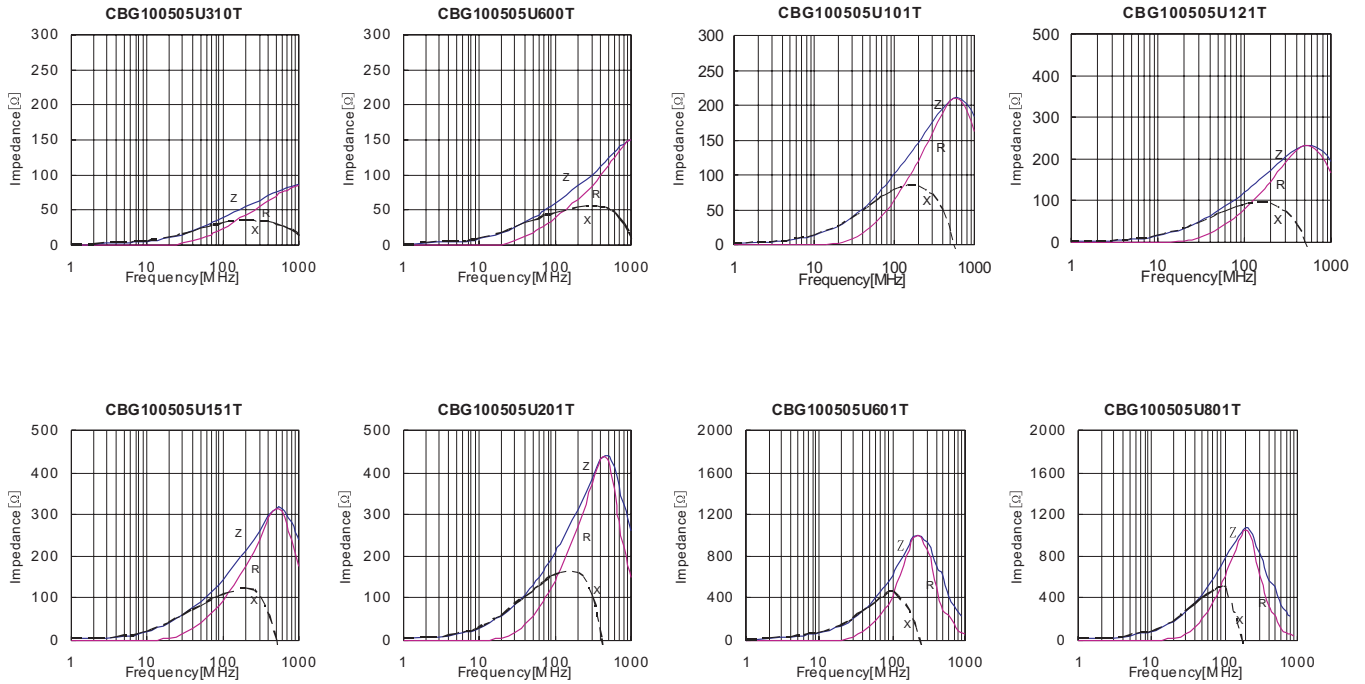 CBG100505U310T
Impedance[Ω]
300
250
200
150
100
50
0
Z
R
X
1
10
100
1000
Frequency[MHz]
CBG100505U600T
Impedance[Ω]
300
250
200
150
100
50
0
Z
R
X
1
10
100
1000
Frequency[MHz]
CBG100505U101T
Impedance[Ω]
300
250
200
150
100
50
0
Z
R
X
1
10
100
1000
Frequency[MHz]
CBG100505U121T
Impedance[Ω]
500
400
300
200
100
0
Z
R
X
1
10
100
1000
Frequency[MHz]
CBG100505U151T
Impedance[Ω]
500
400
300
200
100
0
Z
R
X
1
10
100
1000
Frequency[MHz]
CBG100505U201T
Impedance[Ω]
500
400
300
200
100
0
Z
R
X
1
10
100
1000
Frequency[MHz]
CBG100505U601T
Impedance[Ω]
2000
1600
1200
800
400
0
Z
R
X
1
10
100
1000
Frequency[MHz]
CBG100505U801T
Impedance[Ω]
2000
1600
1200
800
400
0
Z
R
X
1
10
100
1000
Frequency[MHz]